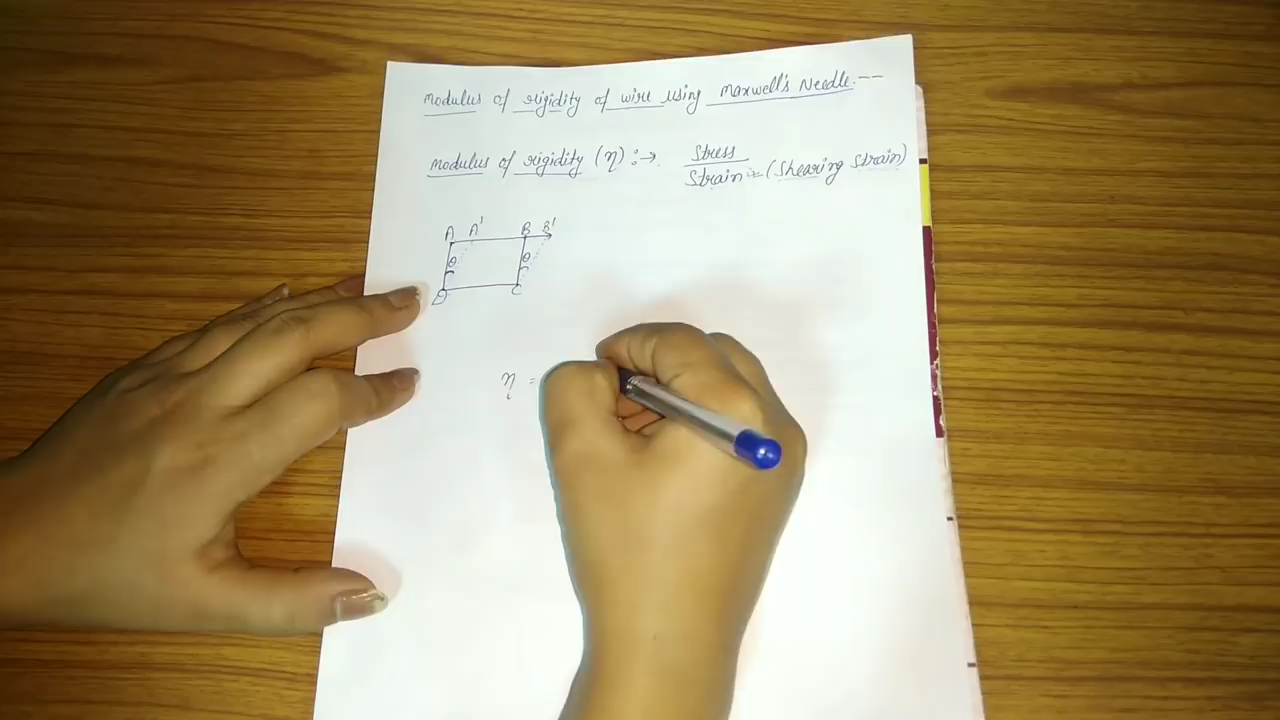 Modulus of rigidity of wire using Maxwell's Needle.--
Modulus of rigidity (η) :→ Stress
Strain = (Shearing Strain)
A A' B B'
θ θ
D C
η =